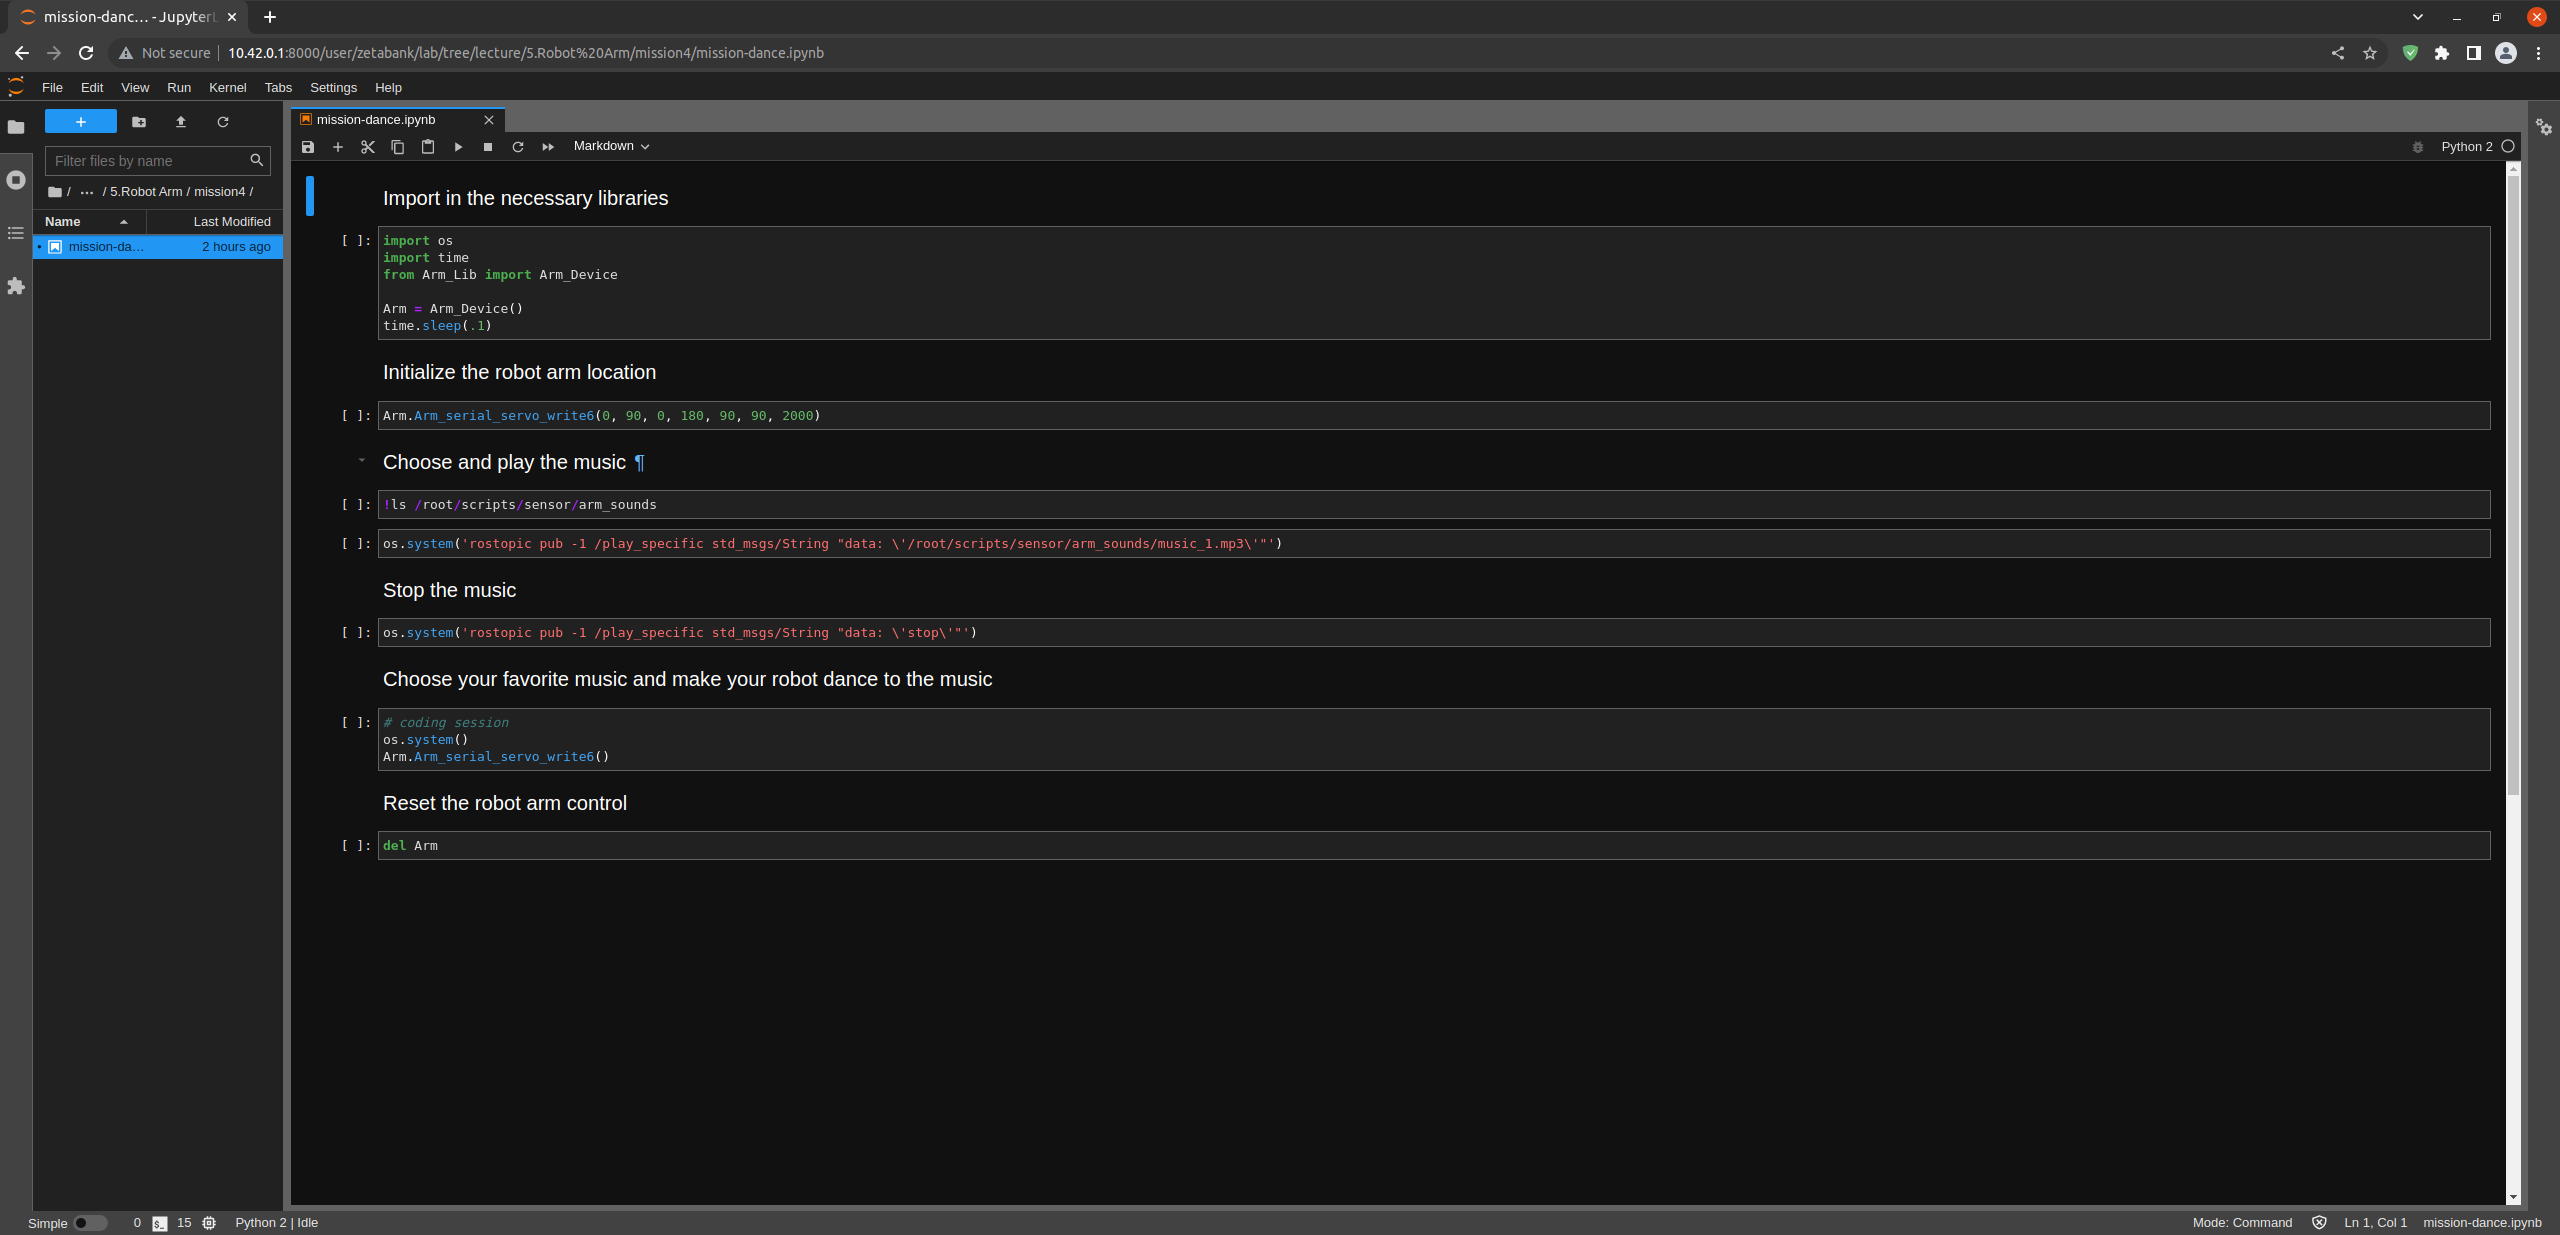 mission-danc… - JupyterL
Not secure
10.42.0.1:8000/user/zetabank/lab/tree/lecture/5.Robot%20Arm/mission4/mission-dance.ipynb
File Edit View Run Kernel Tabs Settings Help
Filter files by name
/ … / 5.Robot Arm / mission4 /
Name Last Modified
mission-da… 2 hours ago
mission-dance.ipynb
Markdown
Python 2
Import in the necessary libraries
[ ]: import os
import time
from Arm_Lib import Arm_Device
Arm = Arm_Device()
time.sleep(.1)
Initialize the robot arm location
[ ]: Arm.Arm_serial_servo_write6(0, 90, 0, 180, 90, 90, 2000)
Choose and play the music ¶
[ ]: !ls /root/scripts/sensor/arm_sounds
[ ]: os.system('rostopic pub -1 /play_specific std_msgs/String "data: \'/root/scripts/sensor/arm_sounds/music_1.mp3\'"')
Stop the music
[ ]: os.system('rostopic pub -1 /play_specific std_msgs/String "data: \'stop\'"')
Choose your favorite music and make your robot dance to the music
[ ]: # coding session
os.system()
Arm.Arm_serial_servo_write6()
Reset the robot arm control
[ ]: del Arm
Simple 0 $_ 15 Python 2 | Idle
Mode: Command Ln 1, Col 1 mission-dance.ipynb